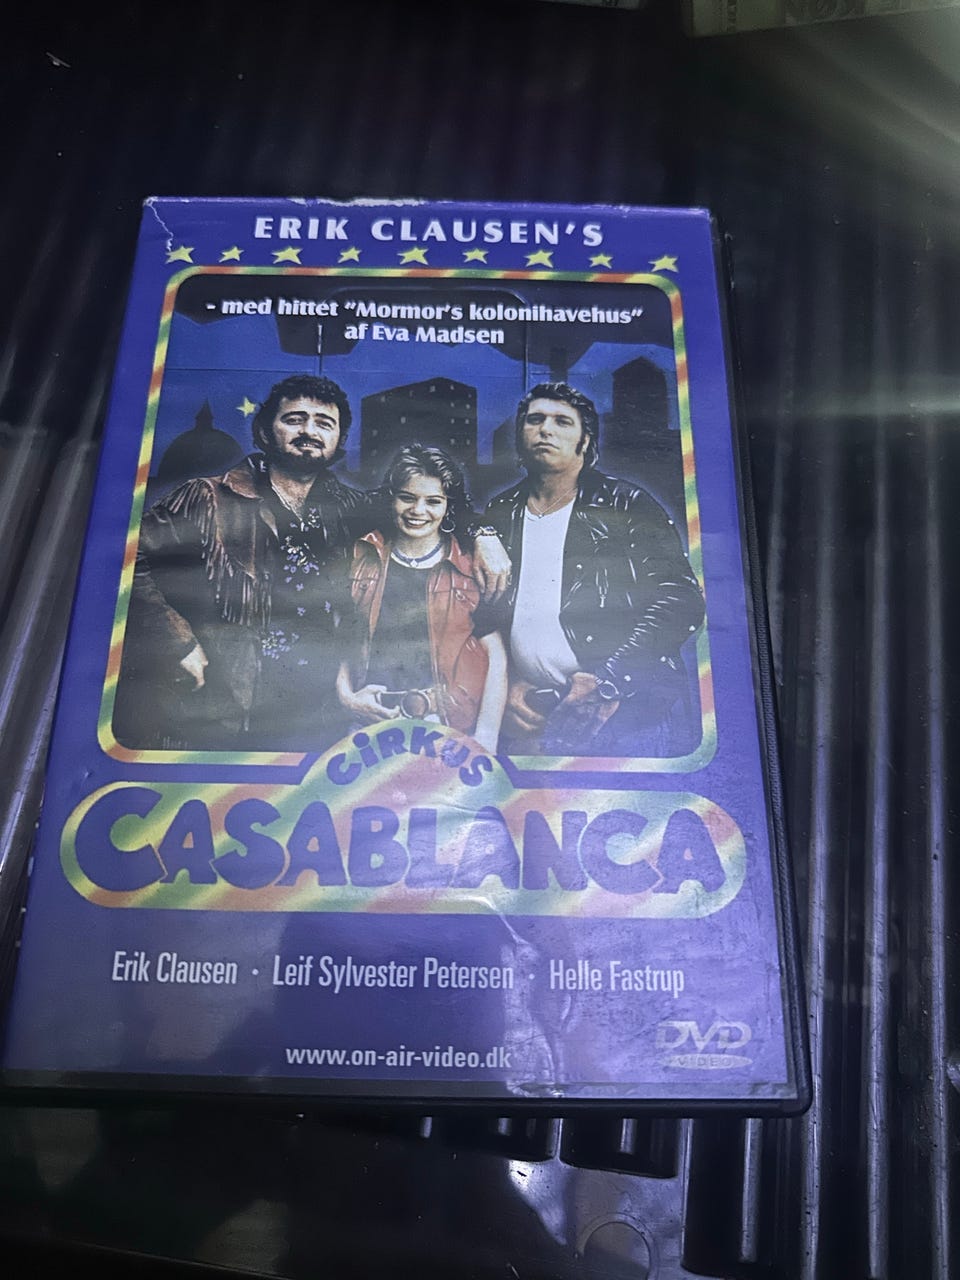 ERIK CLAUSEN'S
- med hittet "Mormor's kolonihavehus"
af Eva Madsen
CIRKUS
CASABLANCA
Erik Clausen · Leif Sylvester Petersen · Helle Fastrup
DVD
VIDEO
www.on-air-video.dk